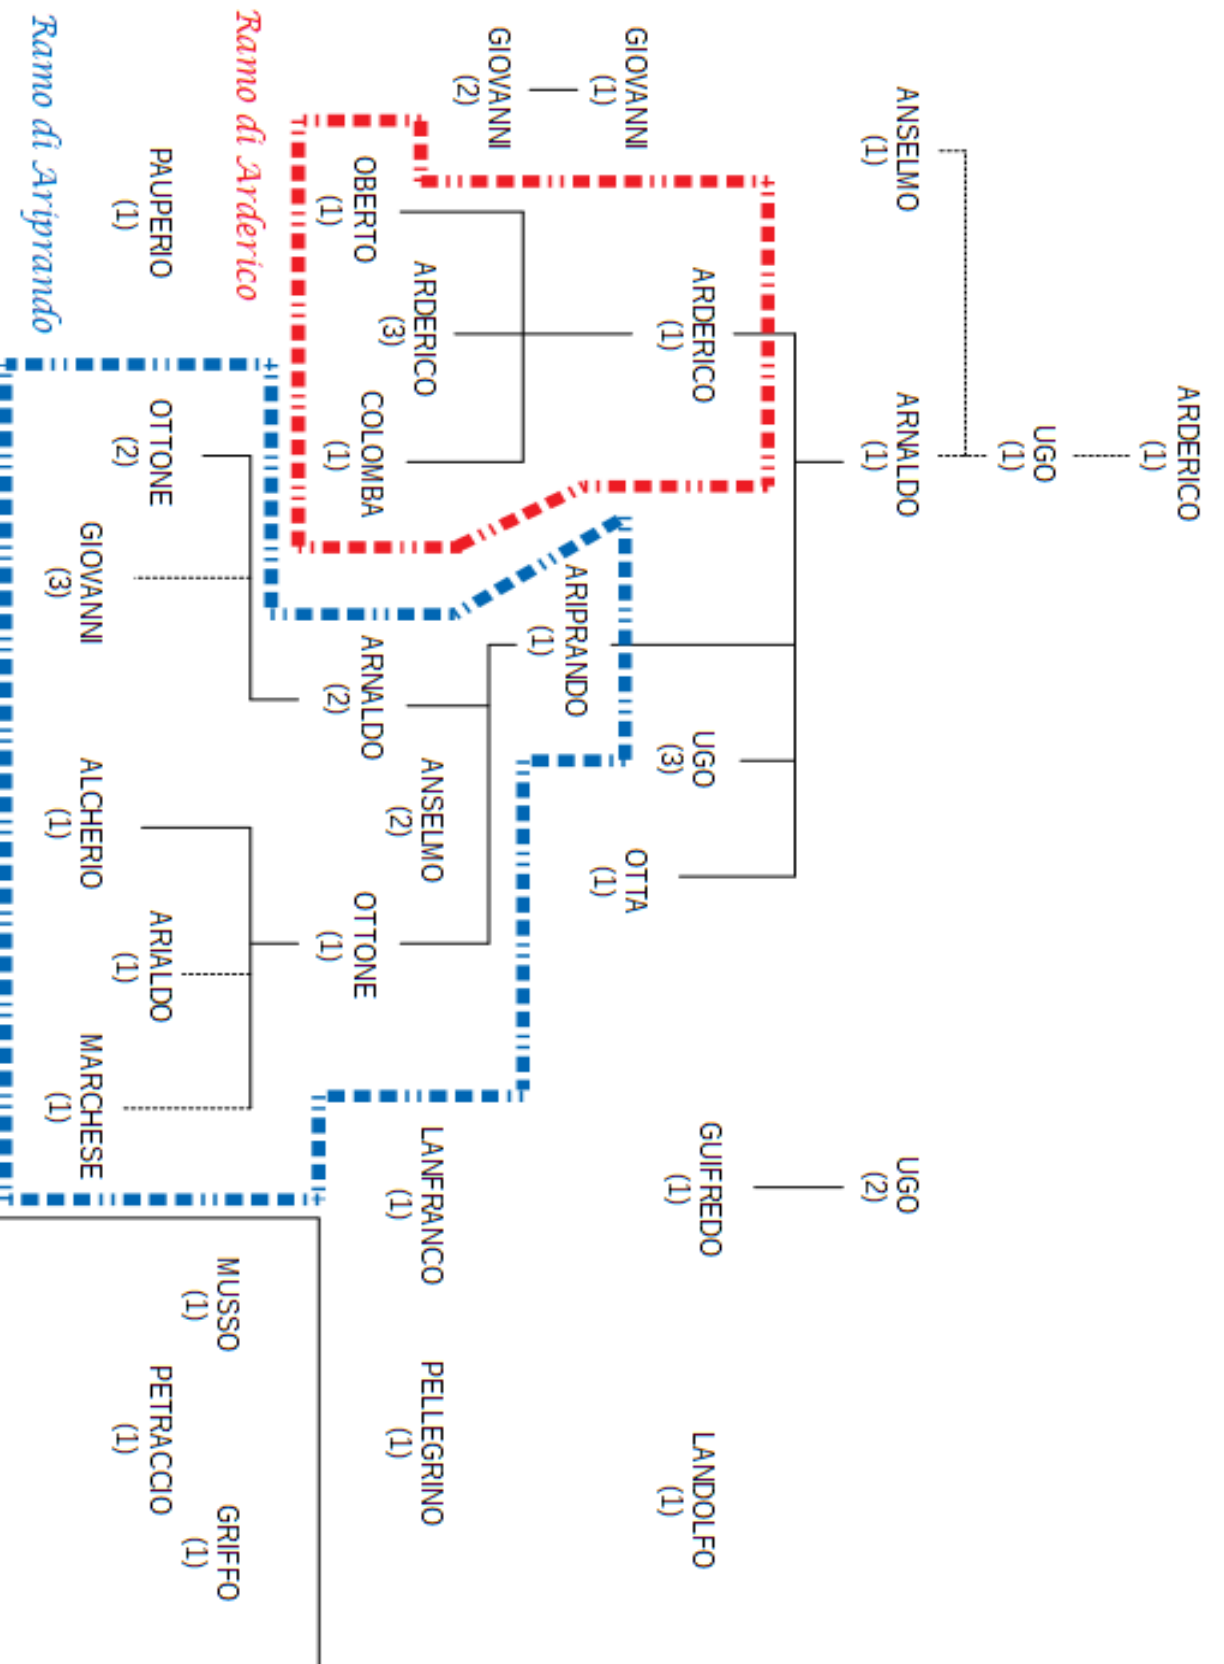 ARDERICO
(1)
UGO
(1)
ANSELMO
(1)
ARNALDO
(1)
UGO
(2)
ARDERICO
(1)
UGO
(3)
GUIFREDO
(1)
LANDOLFO
(1)
GIOVANNI
(1)
OTTA
(1)
ARIPRANDO
(1)
GIOVANNI
(2)
ARDERICO
(3)
ANSELMO
(2)
LANFRANCO
(1)
PELLEGRINO
(1)
OBERTO
(1)
COLOMBA
(1)
ARNALDO
(2)
OTTONE
(1)
Ramo di Arderico
MUSSO
(1)
GRIFFO
(1)
PAUPERIO
(1)
OTTONE
(2)
ARIALDO
(1)
PETRACCIO
(1)
GIOVANNI
(3)
ALCHERIO
(1)
MARCHESE
(1)
Ramo di Ariprando